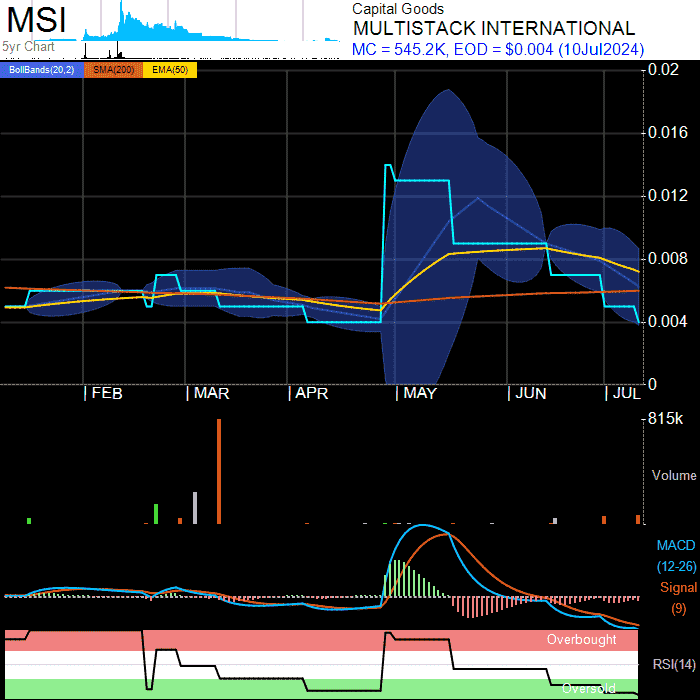 MSI
5yr Chart
Capital Goods
MULTISTACK INTERNATIONAL
MC = 545.2K, EOD = $0.004 (10Jul2024)
BollBands(20,2) SMA(200) EMA(50)
0.02
0.016
0.012
0.008
0.004
0
FEB MAR APR MAY JUN JUL
815k
Volume
MACD
(12-26)
Signal
(9)
Overbought
RSI(14)
Oversold